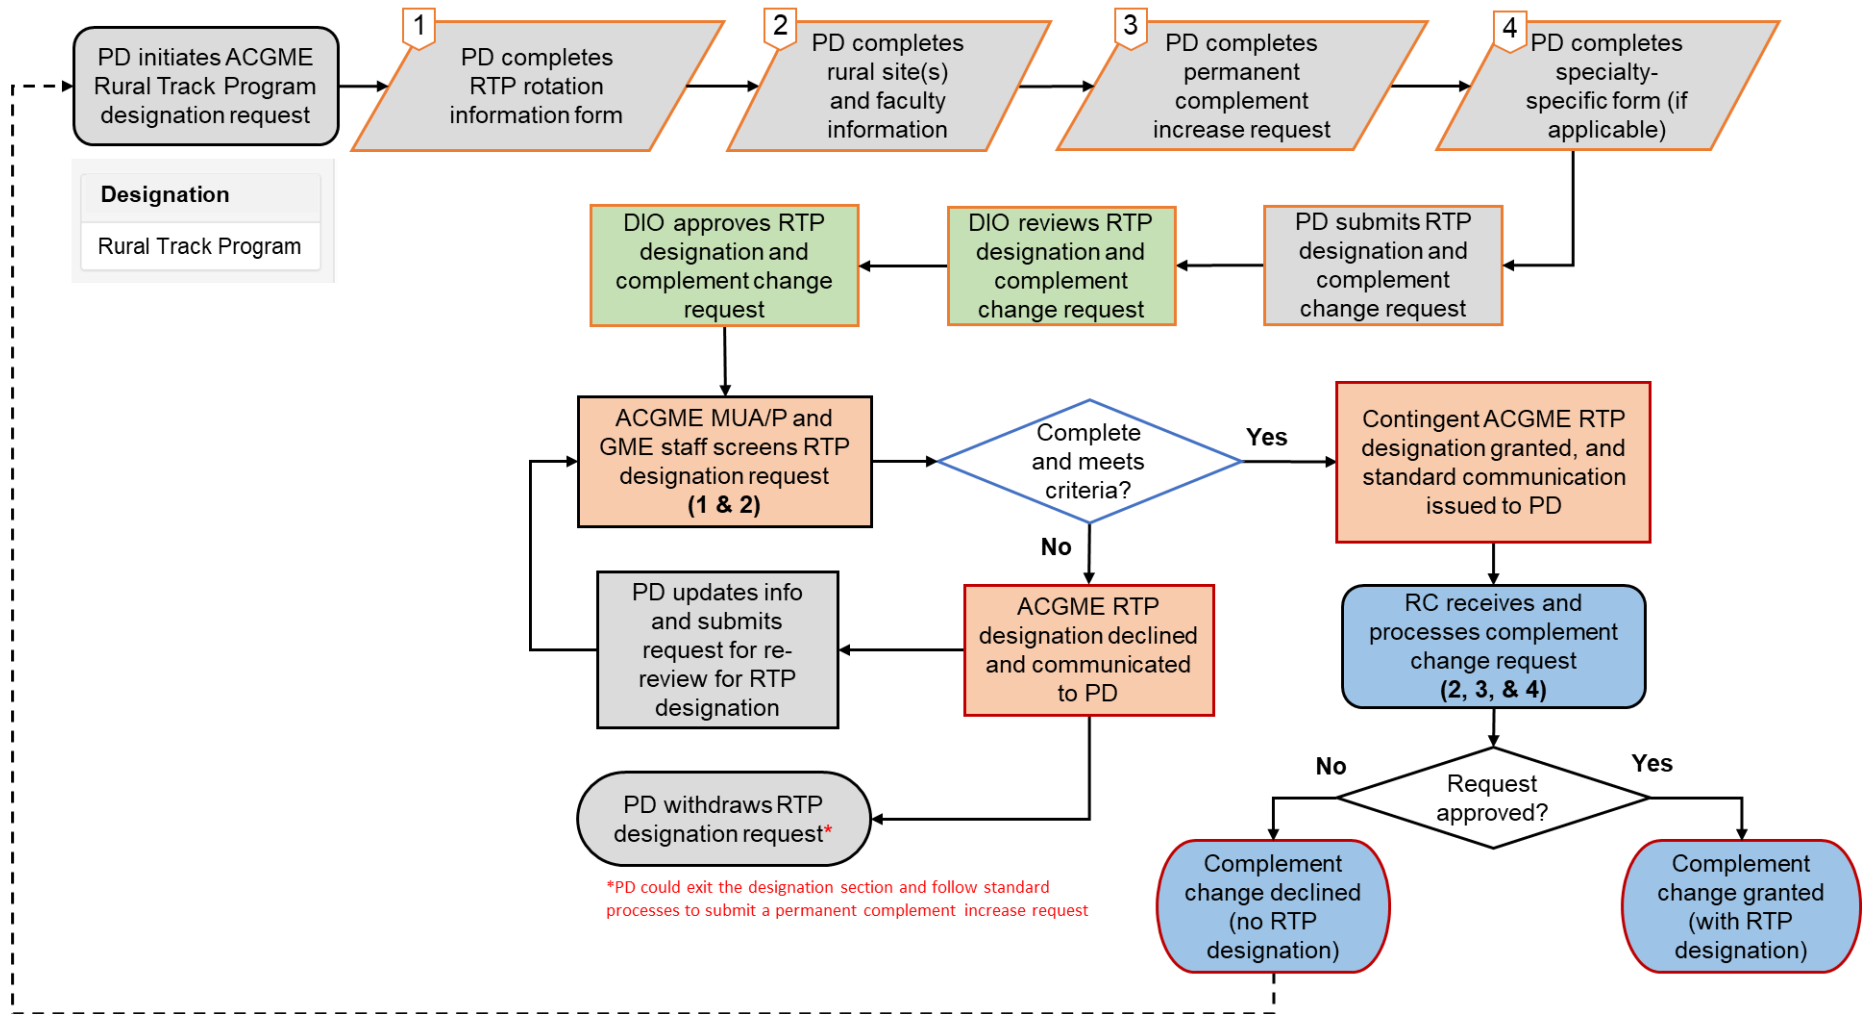 PD initiates ACGME
Rural Track Program
designation request
1
PD completes
RTP rotation
information form
2
PD completes
rural site(s)
and faculty
information
3
PD completes
permanent
complement
increase request
4
PD completes
specialty-
specific form (if
applicable)
Designation
Rural Track Program
PD submits RTP
designation and
complement
change request
DIO reviews RTP
designation and
complement
change request
DIO approves RTP
designation and
complement change
request
ACGME MUA/P and
GME staff screens RTP
designation request
(1 & 2)
Complete
and meets
criteria?
Yes
Contingent ACGME RTP
designation granted, and
standard communication
issued to PD
No
ACGME RTP
designation declined
and communicated
to PD
PD updates info
and submits
request for re-
review for RTP
designation
PD withdraws RTP
designation request*
*PD could exit the designation section and follow standard
processes to submit a permanent complement increase request
RC receives and
processes complement
change request
(2, 3, & 4)
Request
approved?
No
Yes
Complement
change declined
(no RTP
designation)
Complement
change granted
(with RTP
designation)